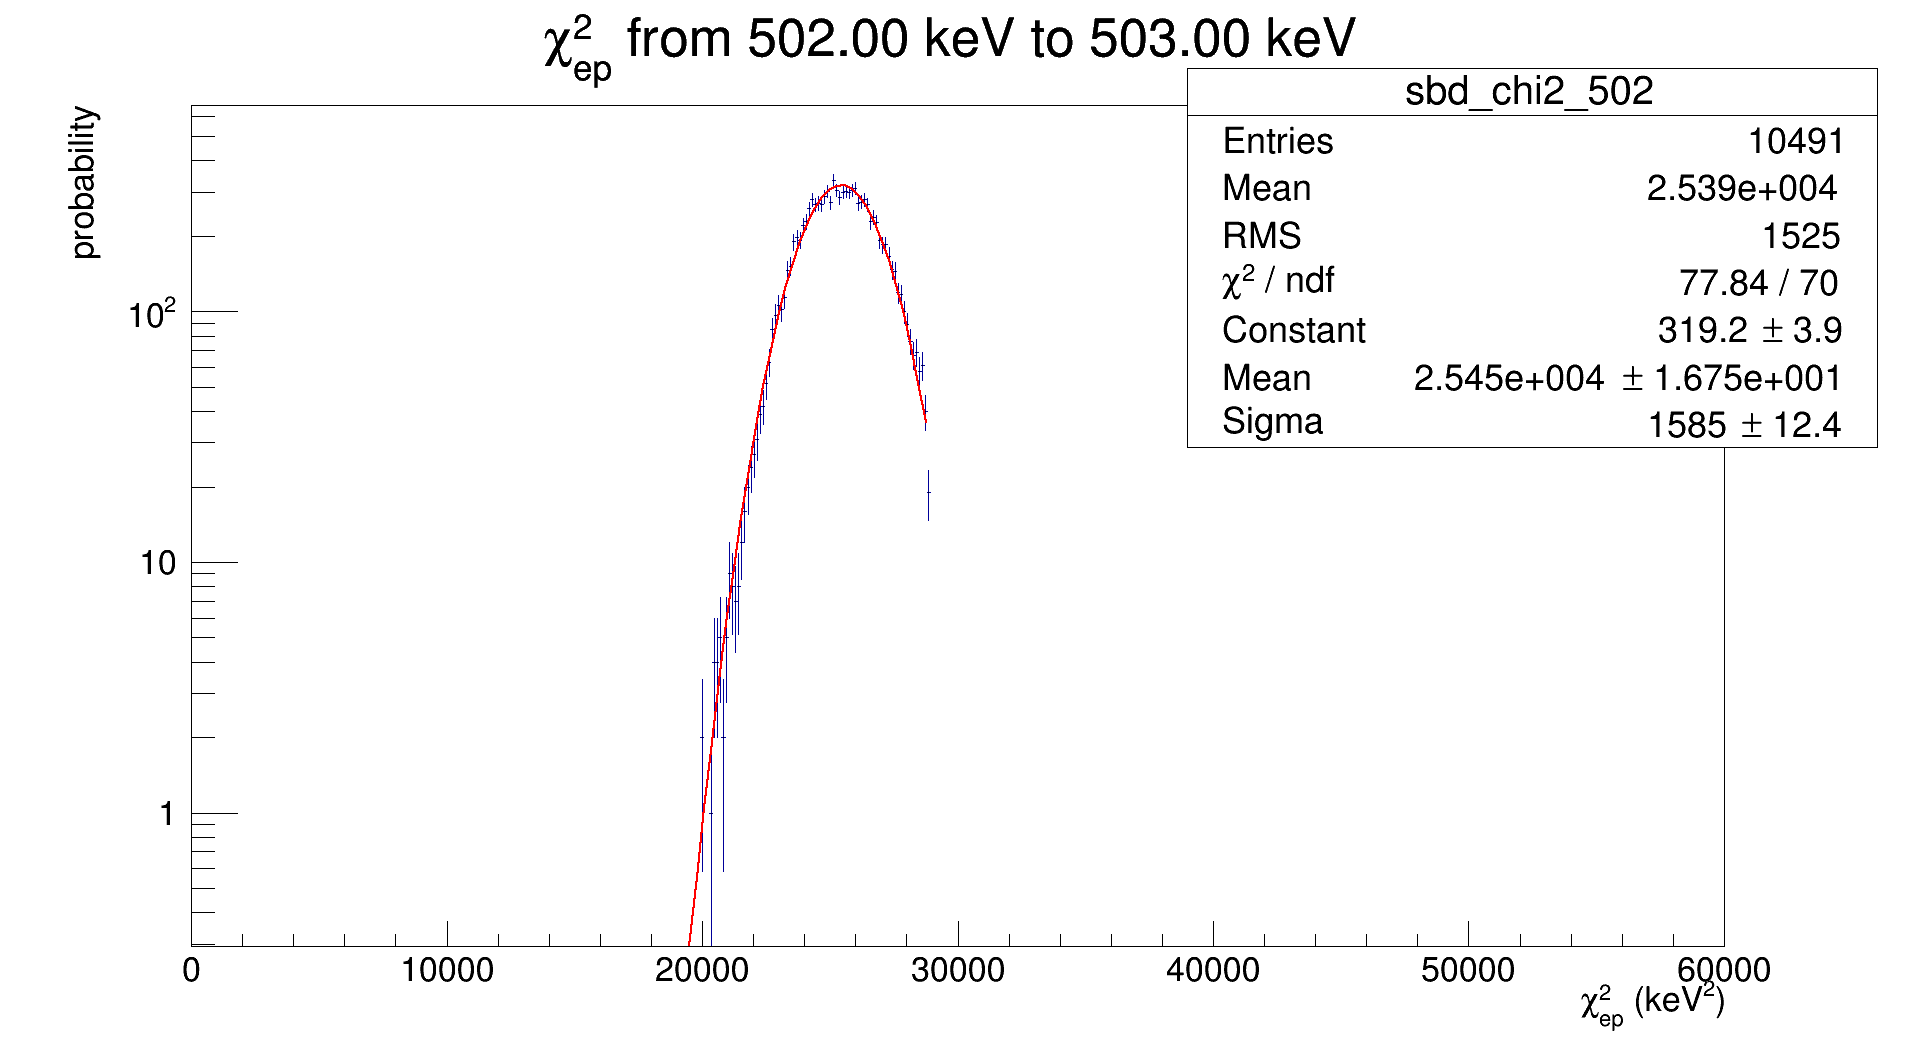 χ²ep from 502.00 keV to 503.00 keV
sbd_chi2_502
Entries 10491
Mean 2.539e+004
RMS 1525
χ² / ndf 77.84 / 70
Constant 319.2 ± 3.9
Mean 2.545e+004 ± 1.675e+001
Sigma 1585 ± 12.4
probability
10²
10
1
0 10000 20000 30000 40000 50000 60000
χ²ep (keV²)